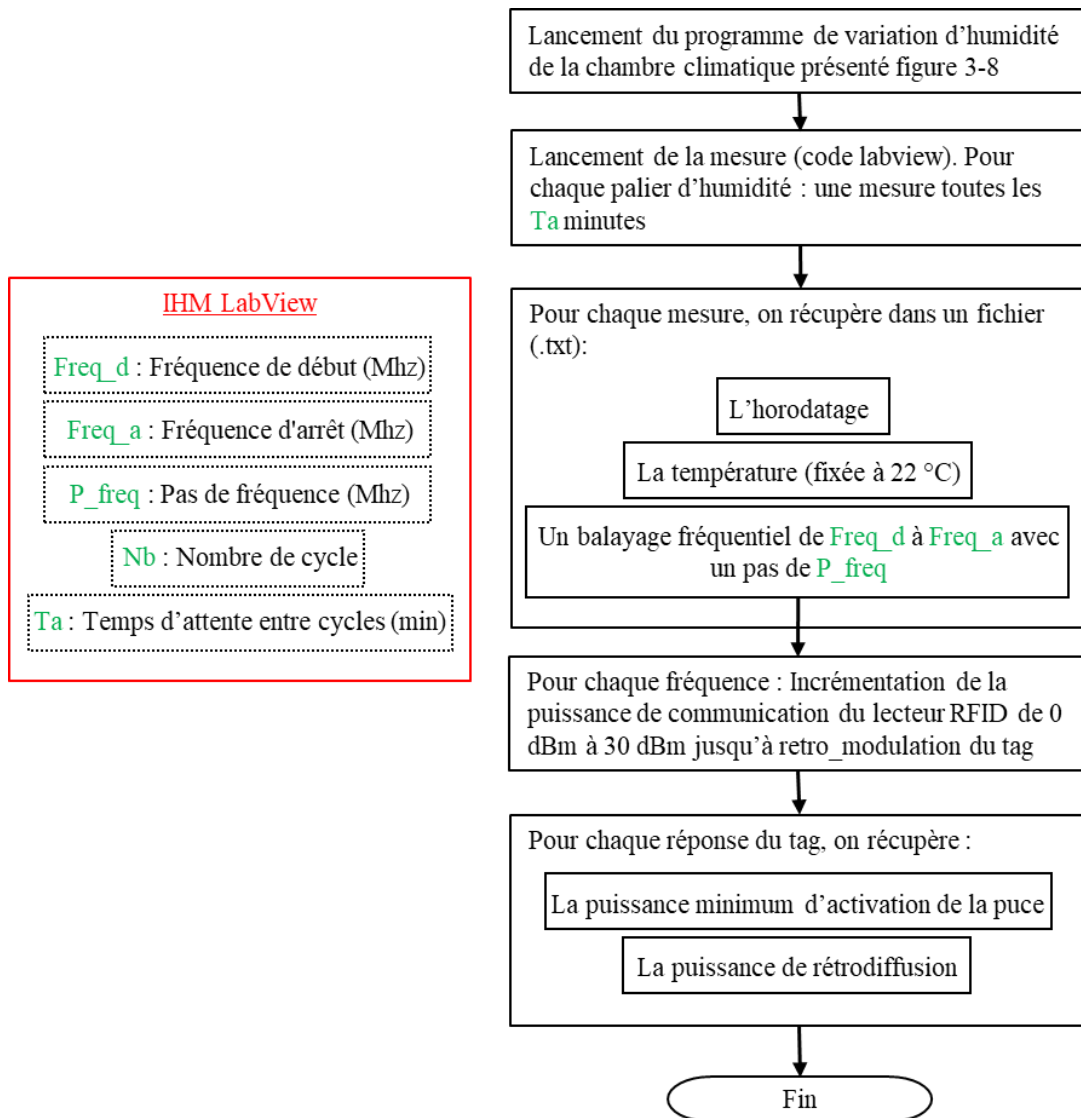 Lancement du programme de variation d’humidité
de la chambre climatique présenté figure 3-8
Lancement de la mesure (code labview). Pour
chaque palier d’humidité : une mesure toutes les
Ta minutes
IHM LabView
Freq_d : Fréquence de début (Mhz)
Freq_a : Fréquence d'arrêt (Mhz)
P_freq : Pas de fréquence (Mhz)
Nb : Nombre de cycle
Ta : Temps d’attente entre cycles (min)
Pour chaque mesure, on récupère dans un fichier
(.txt):
L’horodatage
La température (fixée à 22 °C)
Un balayage fréquentiel de Freq_d à Freq_a avec
un pas de P_freq
Pour chaque fréquence : Incrémentation de la
puissance de communication du lecteur RFID de 0
dBm à 30 dBm jusqu’à retro_modulation du tag
Pour chaque réponse du tag, on récupère :
La puissance minimum d’activation de la puce
La puissance de rétrodiffusion
Fin